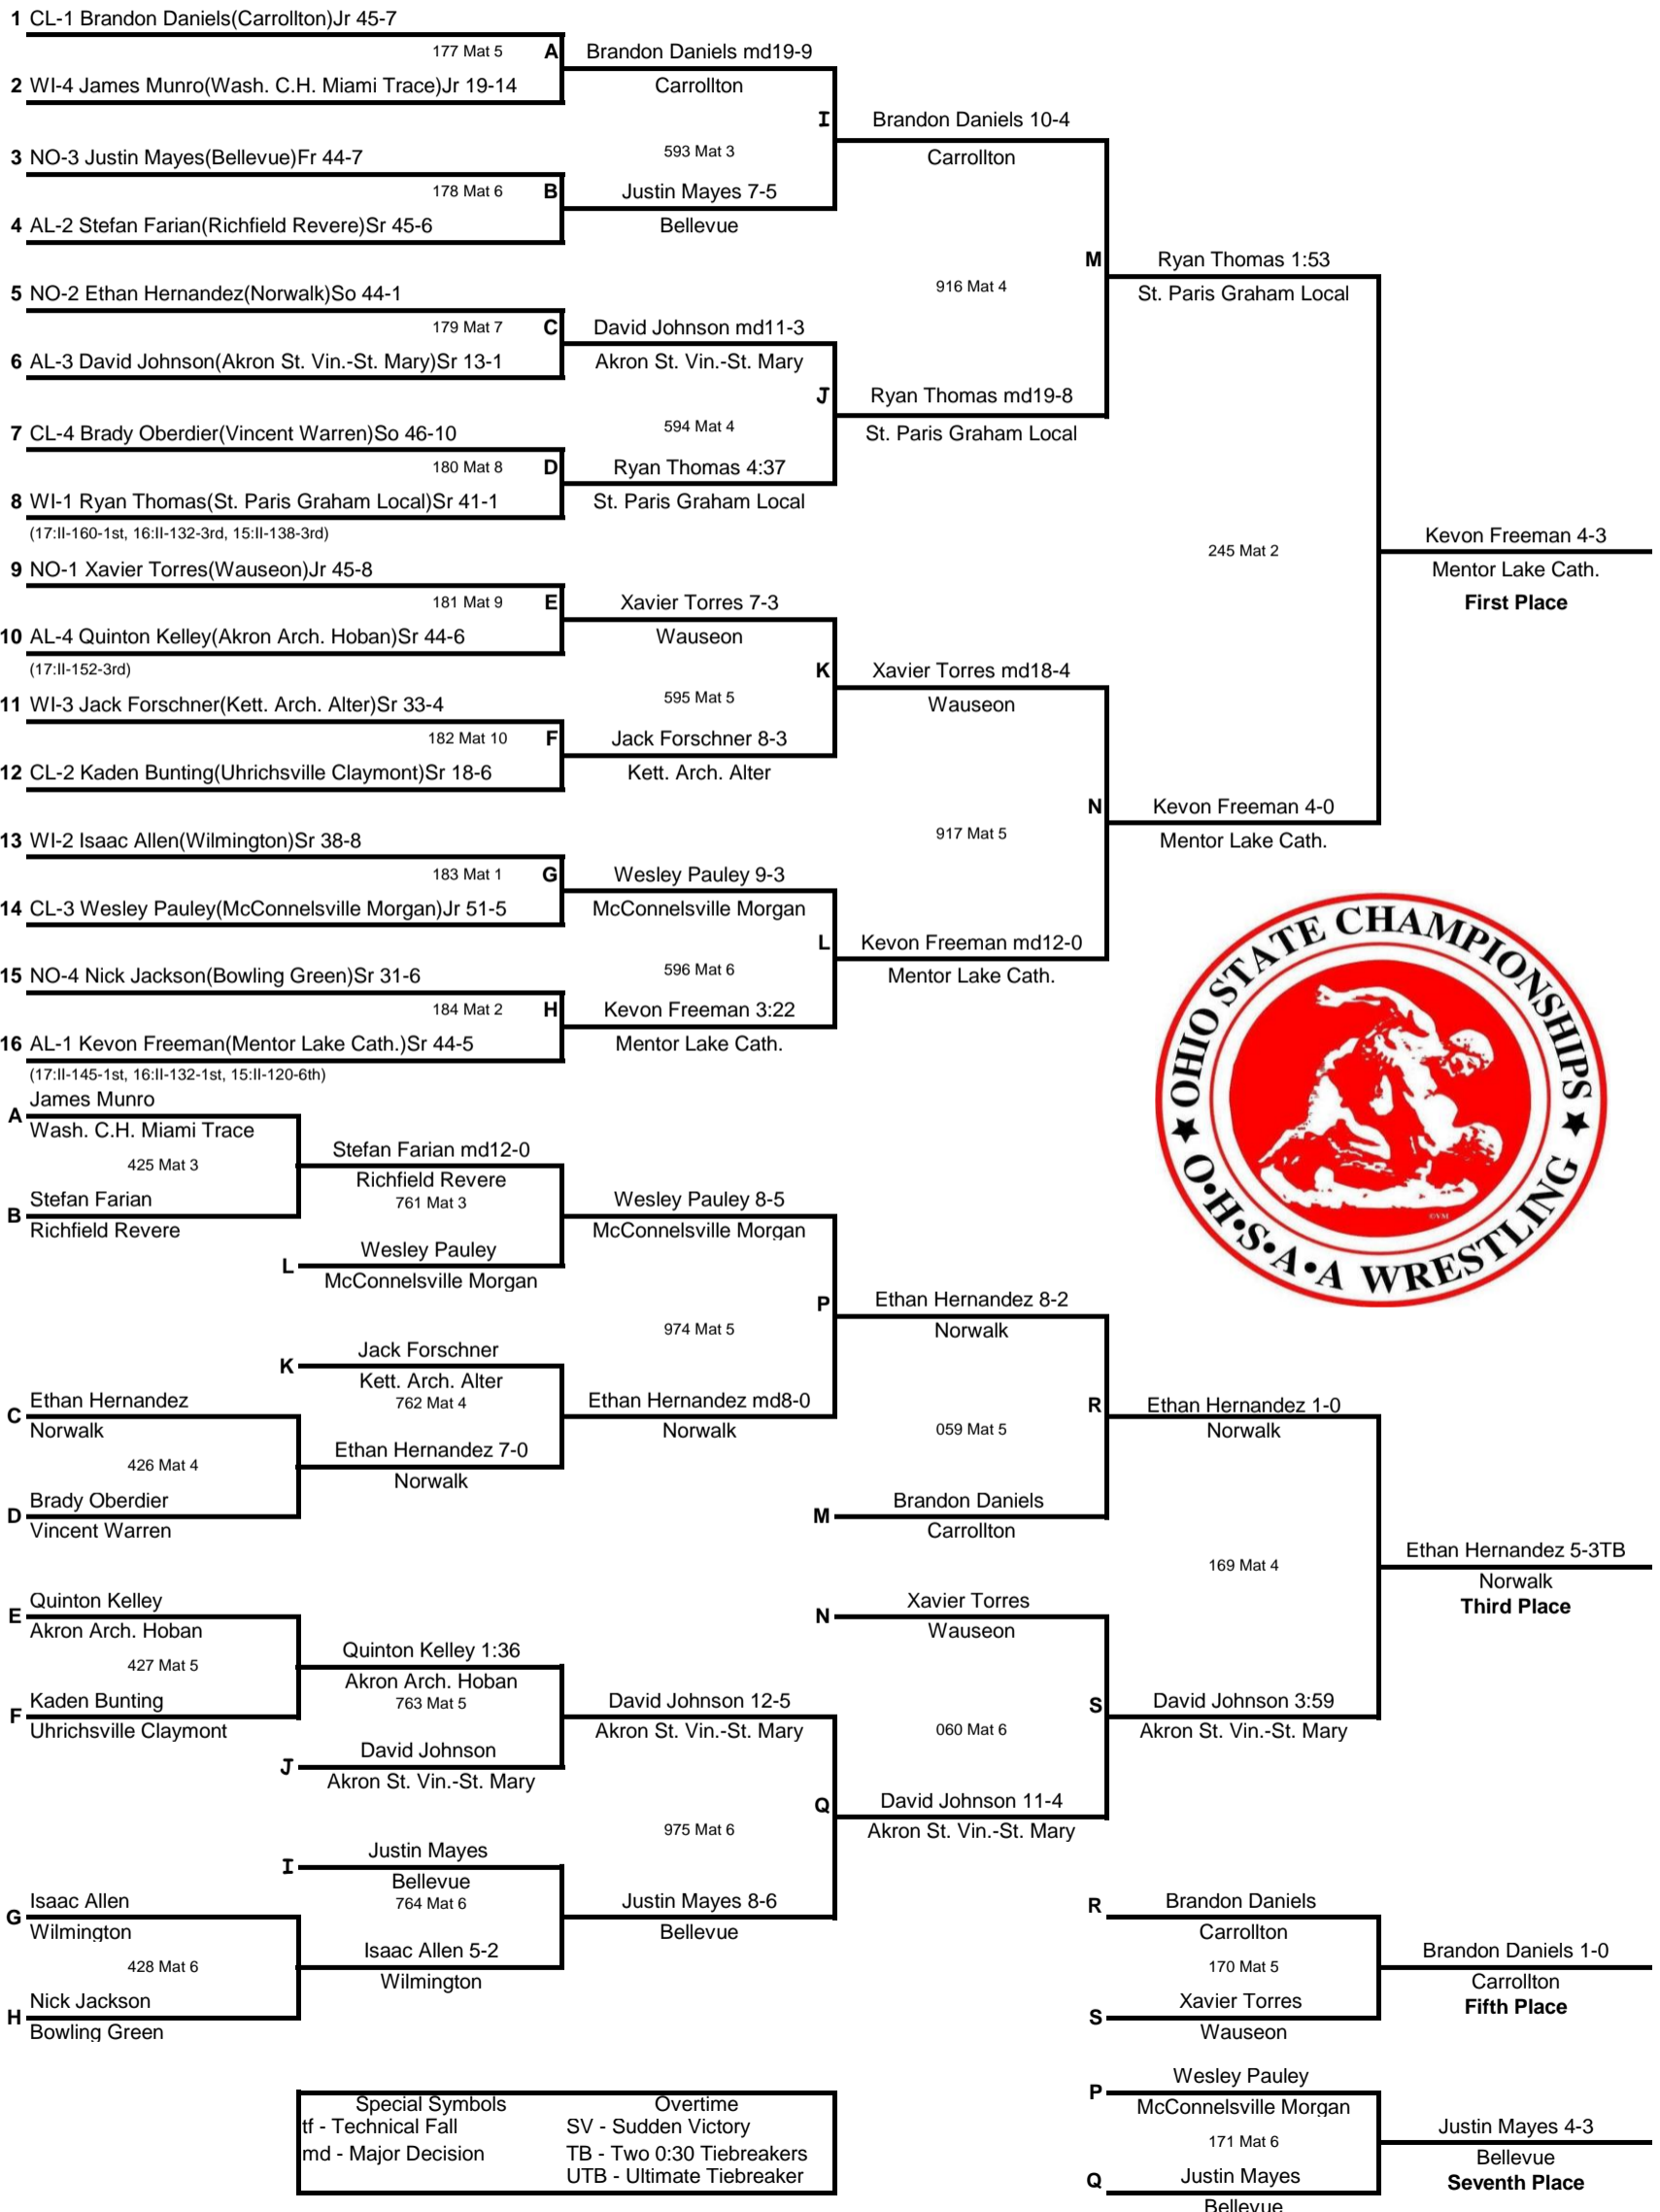 1 CL-1 Brandon Daniels(Carrollton)Jr 45-7
177 Mat 5 A
2 WI-4 James Munro(Wash. C.H. Miami Trace)Jr 19-14
Brandon Daniels md19-9
Carrollton
3 NO-3 Justin Mayes(Bellevue)Fr 44-7
178 Mat 6 B
4 AL-2 Stefan Farian(Richfield Revere)Sr 45-6
593 Mat 3
I
Justin Mayes 7-5
Bellevue
Brandon Daniels 10-4
Carrollton
5 NO-2 Ethan Hernandez(Norwalk)So 44-1
179 Mat 7 C
6 AL-3 David Johnson(Akron St. Vin.-St. Mary)Sr 13-1
David Johnson md11-3
Akron St. Vin.-St. Mary
7 CL-4 Brady Oberdier(Vincent Warren)So 46-10
180 Mat 8 D
8 WI-1 Ryan Thomas(St. Paris Graham Local)Sr 41-1
(17:II-160-1st, 16:II-132-3rd, 15:II-138-3rd)
594 Mat 4
J
Ryan Thomas 4:37
St. Paris Graham Local
Ryan Thomas md19-8
St. Paris Graham Local
916 Mat 4
M
Ryan Thomas 1:53
St. Paris Graham Local
9 NO-1 Xavier Torres(Wauseon)Jr 45-8
181 Mat 9 E
10 AL-4 Quinton Kelley(Akron Arch. Hoban)Sr 44-6
(17:II-152-3rd)
Xavier Torres 7-3
Wauseon
11 WI-3 Jack Forschner(Kett. Arch. Alter)Sr 33-4
182 Mat 10 F
12 CL-2 Kaden Bunting(Uhrichsville Claymont)Sr 18-6
595 Mat 5
K
Jack Forschner 8-3
Kett. Arch. Alter
Xavier Torres md18-4
Wauseon
13 WI-2 Isaac Allen(Wilmington)Sr 38-8
183 Mat 1 G
14 CL-3 Wesley Pauley(McConnelsville Morgan)Jr 51-5
Wesley Pauley 9-3
McConnelsville Morgan
15 NO-4 Nick Jackson(Bowling Green)Sr 31-6
184 Mat 2 H
16 AL-1 Kevon Freeman(Mentor Lake Cath.)Sr 44-5
(17:II-145-1st, 16:II-132-1st, 15:II-120-6th)
596 Mat 6
L
Kevon Freeman 3:22
Mentor Lake Cath.
Kevon Freeman md12-0
Mentor Lake Cath.
917 Mat 5
N
Kevon Freeman 4-0
Mentor Lake Cath.
245 Mat 2
Kevon Freeman 4-3
Mentor Lake Cath.
First Place
OHIO STATE CHAMPIONSHIPS
O•H•S•A•A WRESTLING
©VM
A James Munro
Wash. C.H. Miami Trace
425 Mat 3
B Stefan Farian
Richfield Revere
Stefan Farian md12-0
Richfield Revere
761 Mat 3
L Wesley Pauley
McConnelsville Morgan
Wesley Pauley 8-5
McConnelsville Morgan
974 Mat 5
P
K Jack Forschner
Kett. Arch. Alter
762 Mat 4
C Ethan Hernandez
Norwalk
426 Mat 4
D Brady Oberdier
Vincent Warren
Ethan Hernandez 7-0
Norwalk
Ethan Hernandez md8-0
Norwalk
Ethan Hernandez 8-2
Norwalk
059 Mat 5
R
M Brandon Daniels
Carrollton
Ethan Hernandez 1-0
Norwalk
E Quinton Kelley
Akron Arch. Hoban
427 Mat 5
F Kaden Bunting
Uhrichsville Claymont
Quinton Kelley 1:36
Akron Arch. Hoban
763 Mat 5
J David Johnson
Akron St. Vin.-St. Mary
David Johnson 12-5
Akron St. Vin.-St. Mary
975 Mat 6
Q
I Justin Mayes
Bellevue
764 Mat 6
G Isaac Allen
Wilmington
428 Mat 6
H Nick Jackson
Bowling Green
Isaac Allen 5-2
Wilmington
Justin Mayes 8-6
Bellevue
N Xavier Torres
Wauseon
060 Mat 6
S
David Johnson 11-4
Akron St. Vin.-St. Mary
David Johnson 3:59
Akron St. Vin.-St. Mary
169 Mat 4
Ethan Hernandez 5-3TB
Norwalk
Third Place
R Brandon Daniels
Carrollton
170 Mat 5
S Xavier Torres
Wauseon
Brandon Daniels 1-0
Carrollton
Fifth Place
P Wesley Pauley
McConnelsville Morgan
171 Mat 6
Q Justin Mayes
Bellevue
Justin Mayes 4-3
Bellevue
Seventh Place
Special Symbols Overtime
tf - Technical Fall SV - Sudden Victory
md - Major Decision TB - Two 0:30 Tiebreakers
UTB - Ultimate Tiebreaker